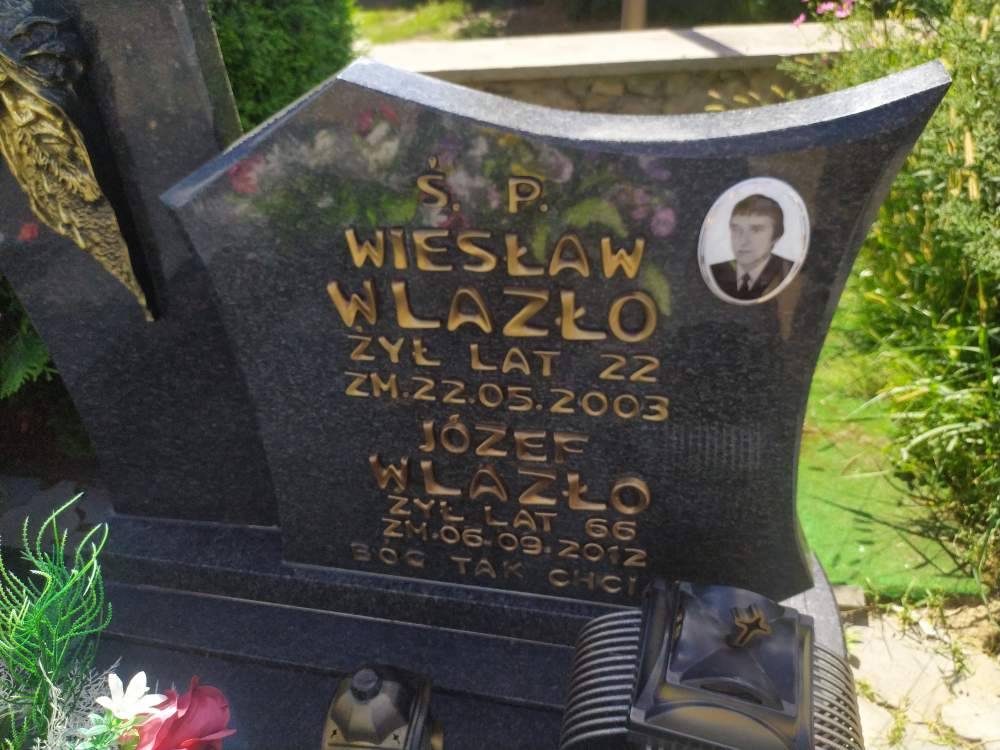 Ś. P.
WIESŁAW
WLAZŁO
ŻYŁ LAT 22
ZM.22.05.2003
JÓZEF
WLAZŁO
ŻYŁ LAT 66
ZM.06.09.2012
BÓG TAK CHCI